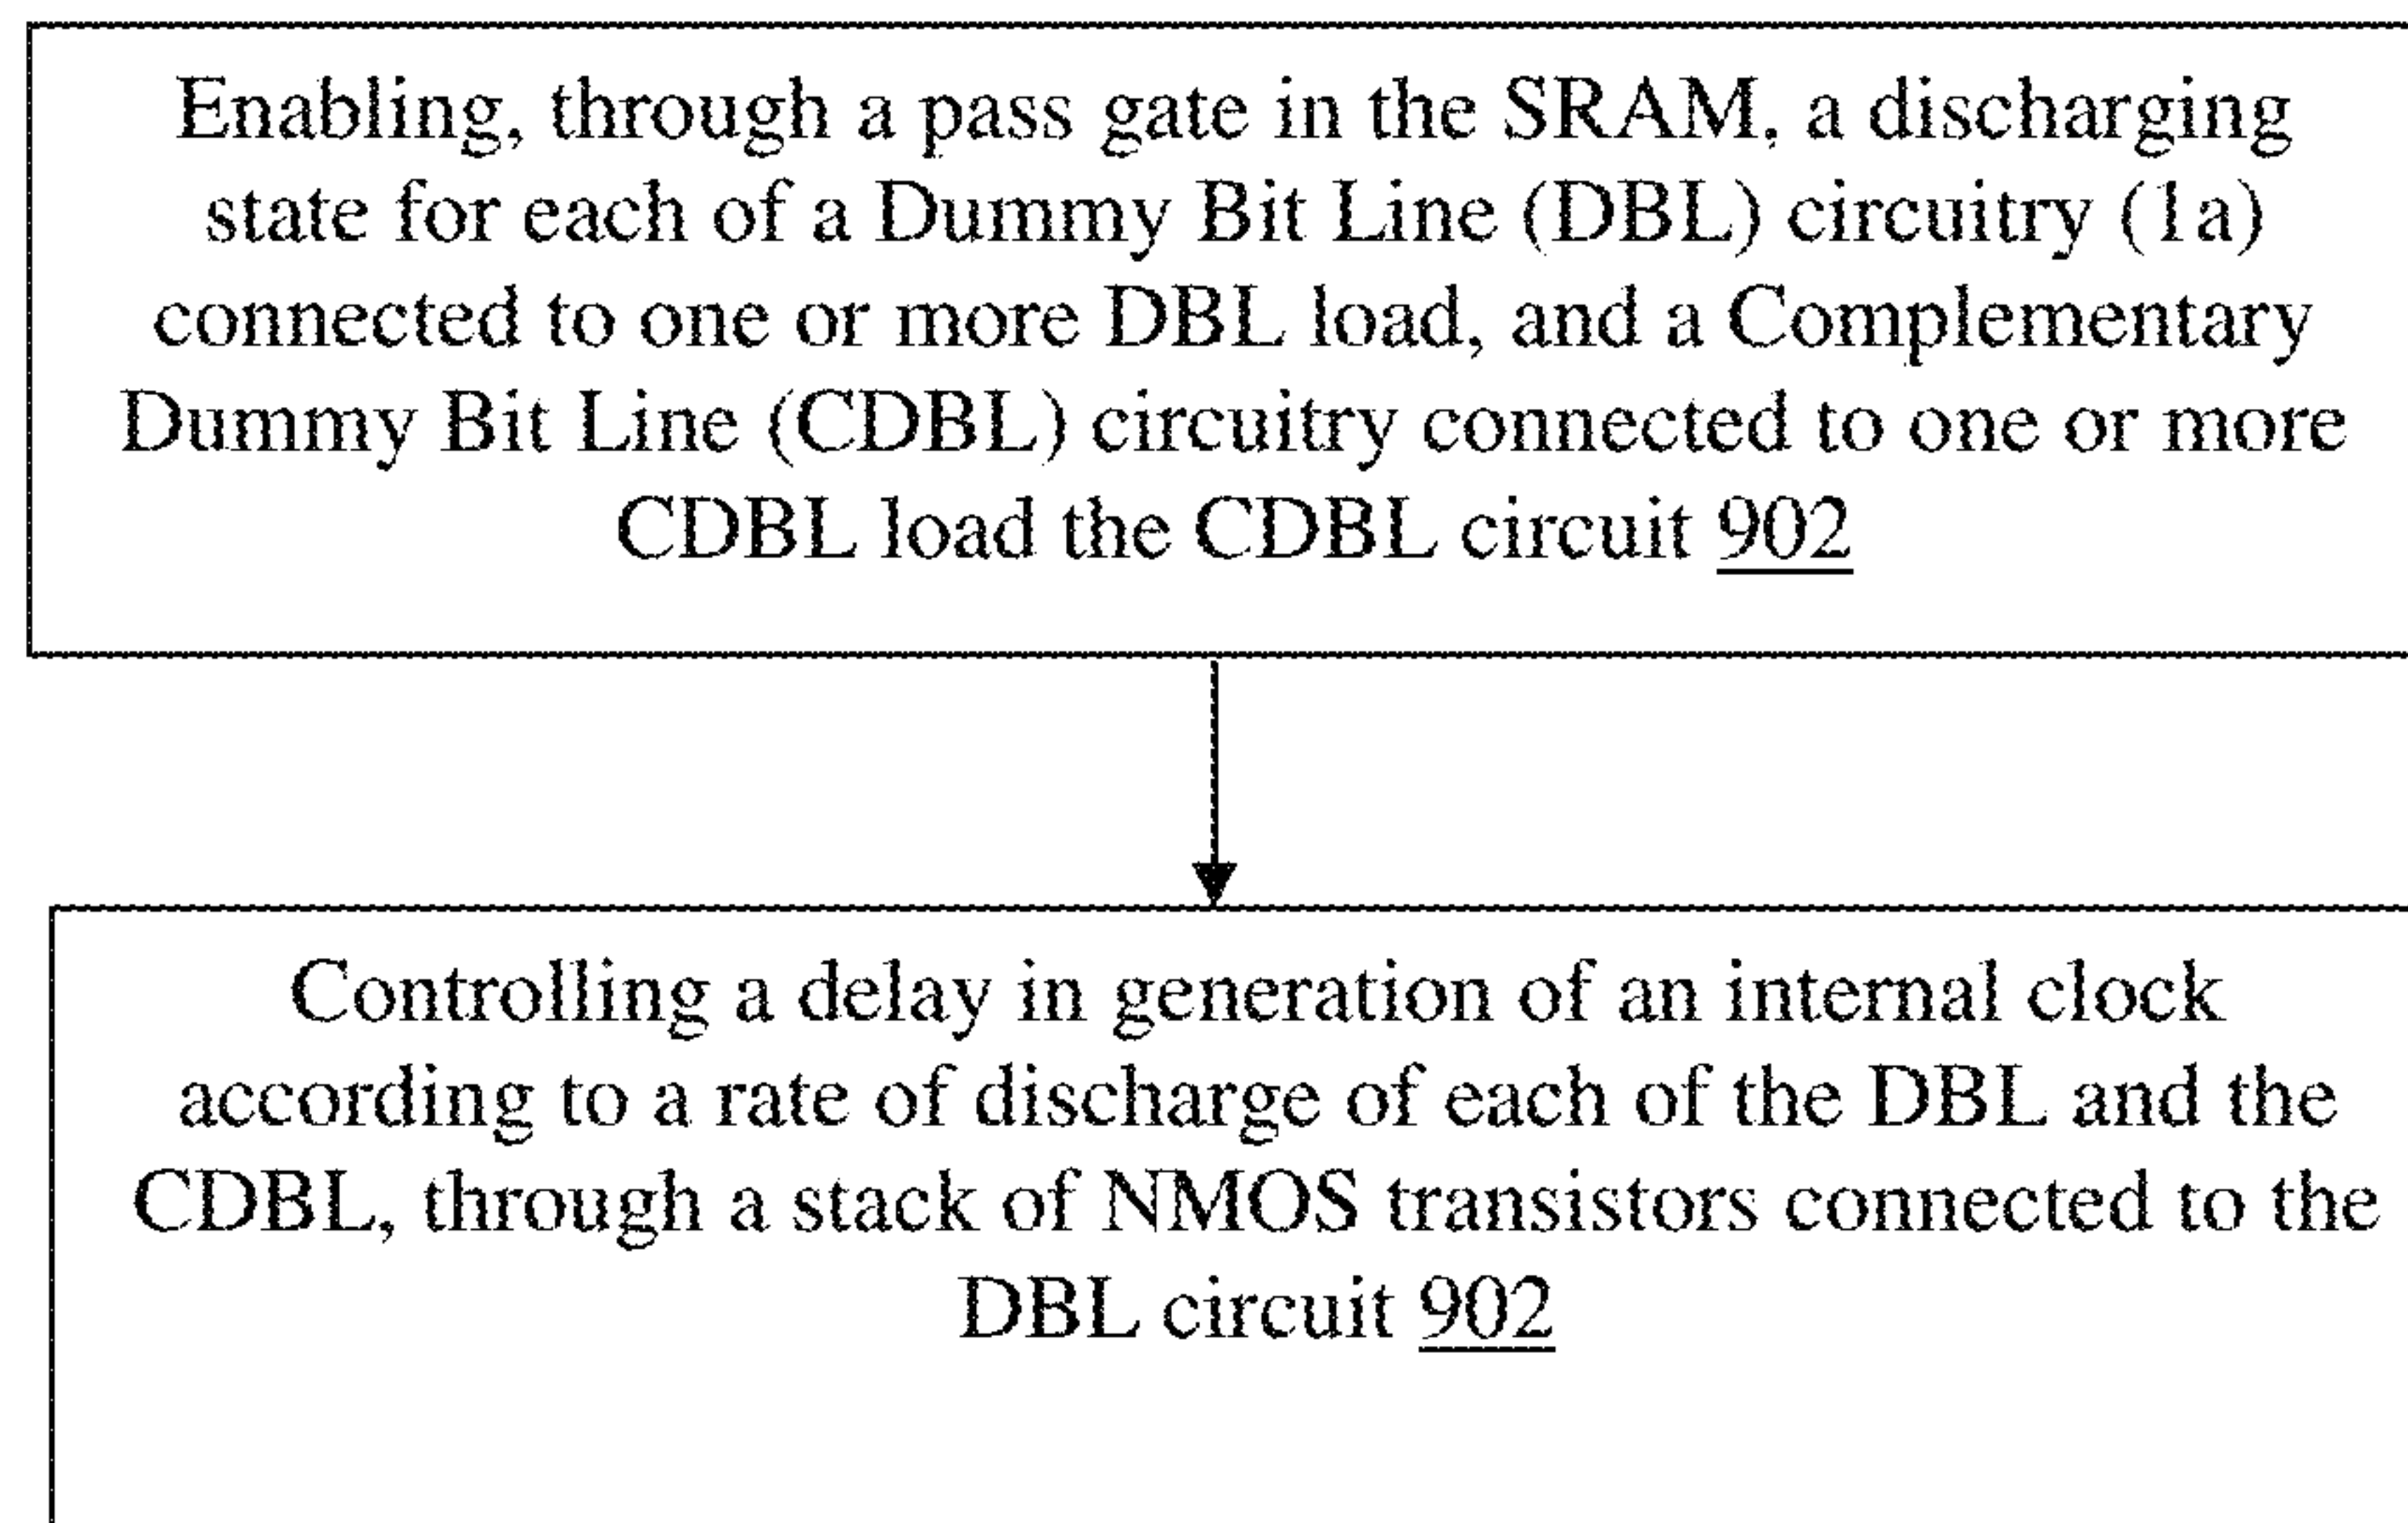 Enabling, through a pass gate in the SRAM, a discharging
state for each of a Dummy Bit Line (DBL) circuitry (1a)
connected to one or more DBL load, and a Complementary
Dummy Bit Line (CDBL) circuitry connected to one or more
CDBL load the CDBL circuit 902
Controlling a delay in generation of an internal clock
according to a rate of discharge of each of the DBL and the
CDBL, through a stack of NMOS transistors connected to the
DBL circuit 902